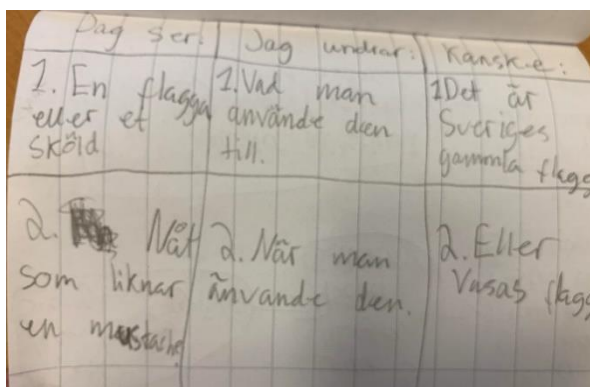 Jag ser: Jag undrar: Kanske:
1. En flagga
eller et
sköld
1. Vad man
använde den
till.
1 Det är
Sveriges
gammla flagg
2. Nåt
som liknar
en mustache
2. När man
använde den.
2. Eller
Vasas flagg